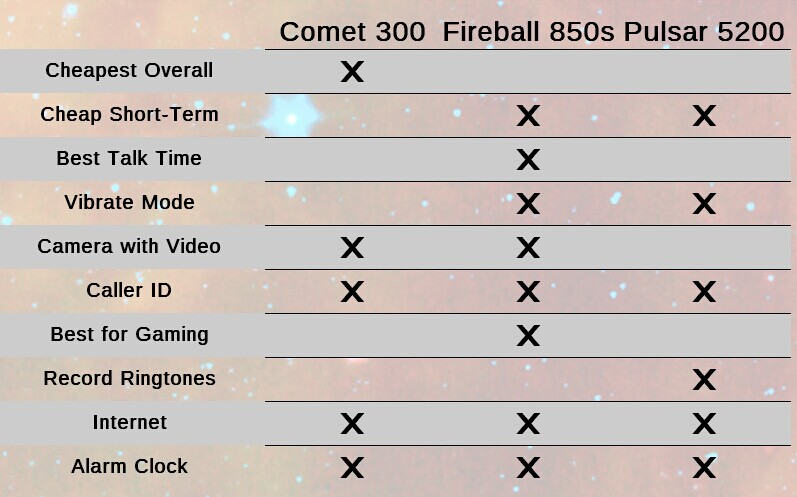 Comet 300 Fireball 850s Pulsar 5200
Cheapest Overall X
Cheap Short-Term X X
Best Talk Time X
Vibrate Mode X X
Camera with Video X X
Caller ID X X X
Best for Gaming X
Record Ringtones X
Internet X X X
Alarm Clock X X X